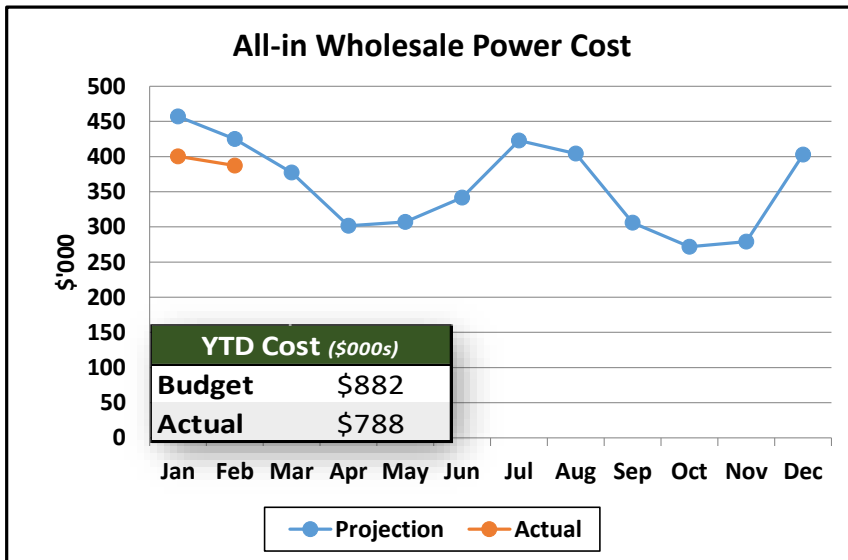 All-in Wholesale Power Cost
500
450
400
350
300
250
200
150
100
50
0
$'000
YTD Cost ($000s)
Budget $882
Actual $788
Jan Feb Mar Apr May Jun Jul Aug Sep Oct Nov Dec
Projection Actual